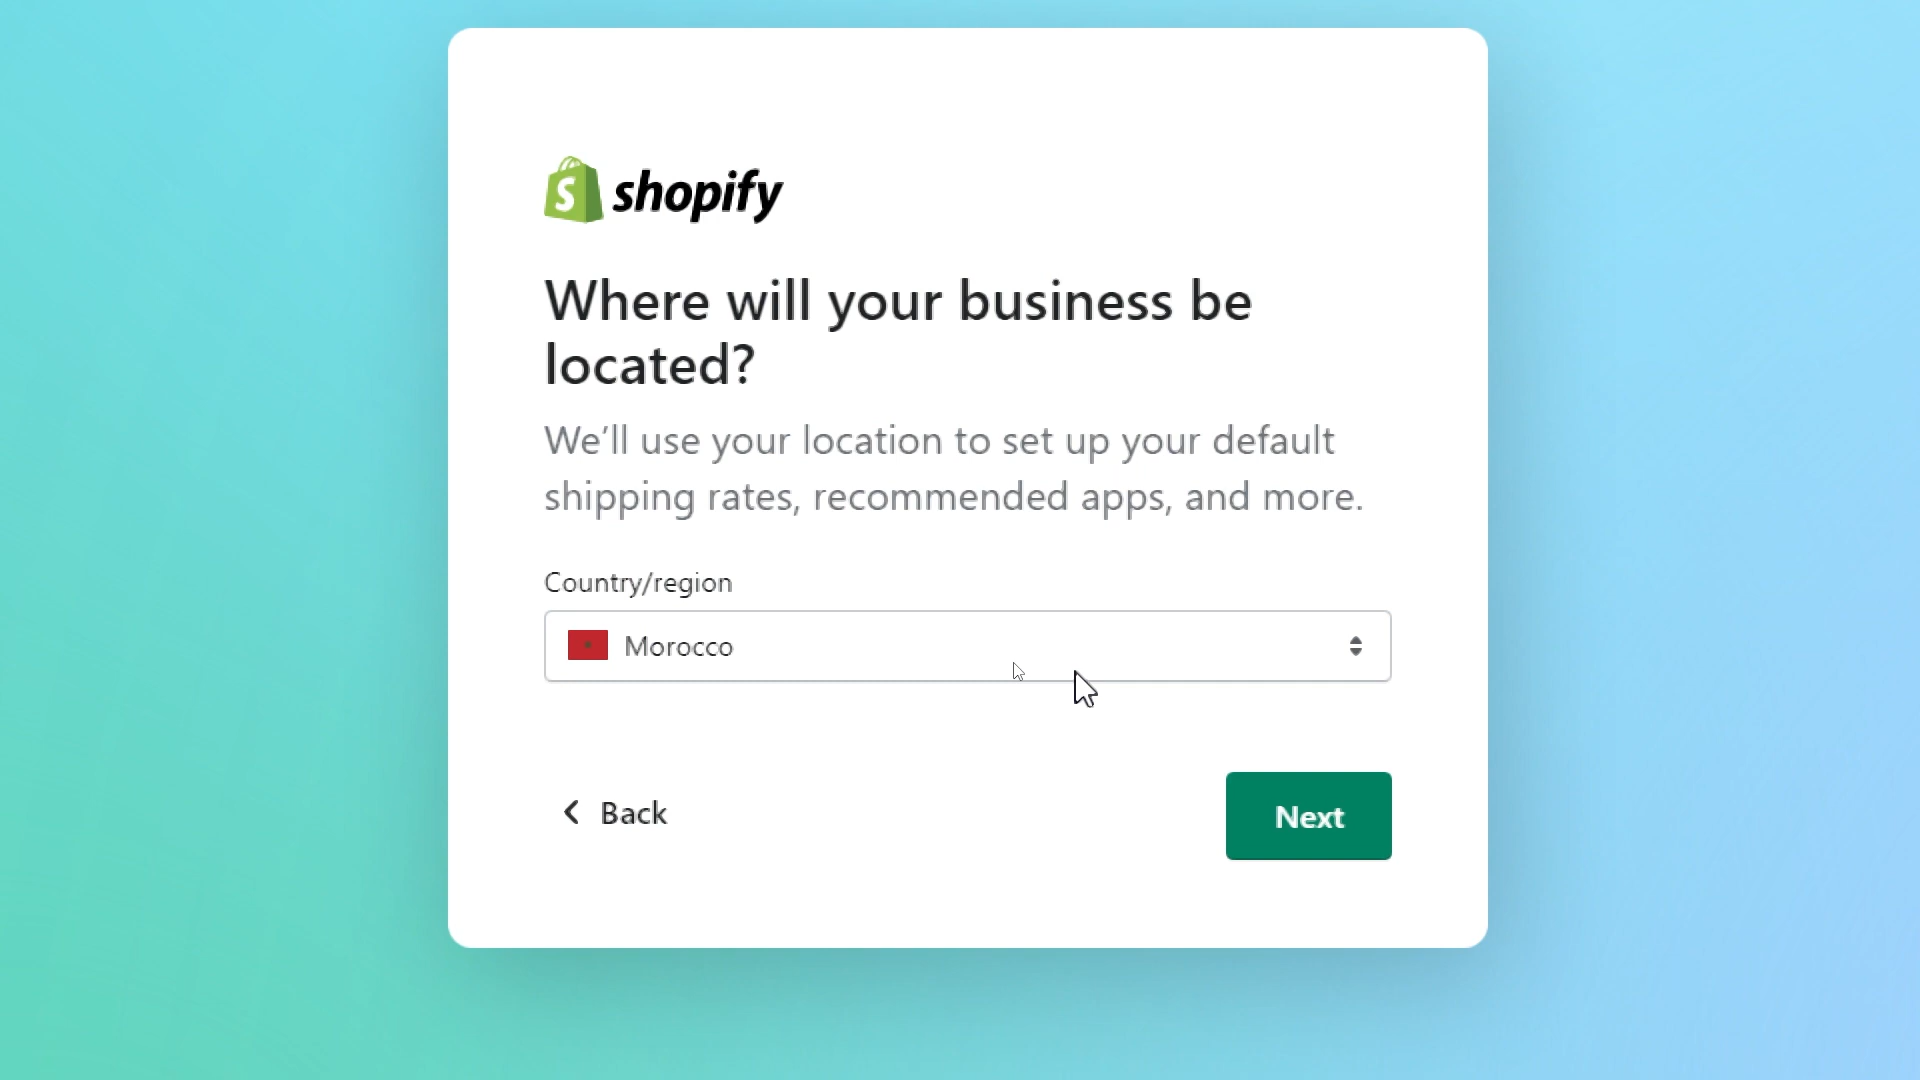 shopify
Where will your business be
located?
We’ll use your location to set up your default
shipping rates, recommended apps, and more.
Country/region
Morocco
Back
Next